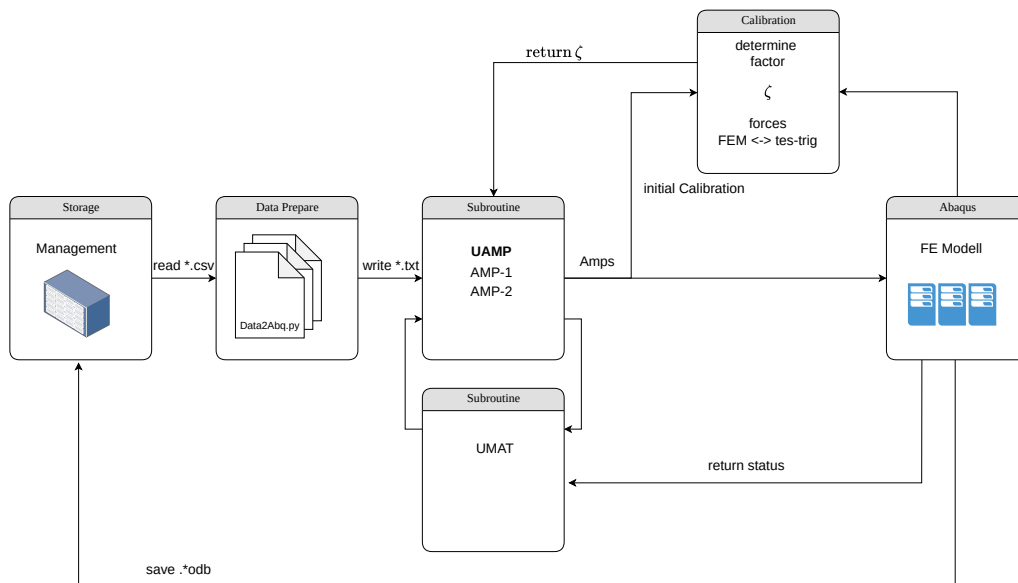 Calibration
determine
factor
ζ
forces
FEM <-> tes-trig
return ζ
initial Calibration
Storage
Management
read *.csv
Data Prepare
Data2Abq.py
write *.txt
Subroutine
UAMP
AMP-1
AMP-2
Amps
Abaqus
FE Modell
Subroutine
UMAT
return status
save .*odb